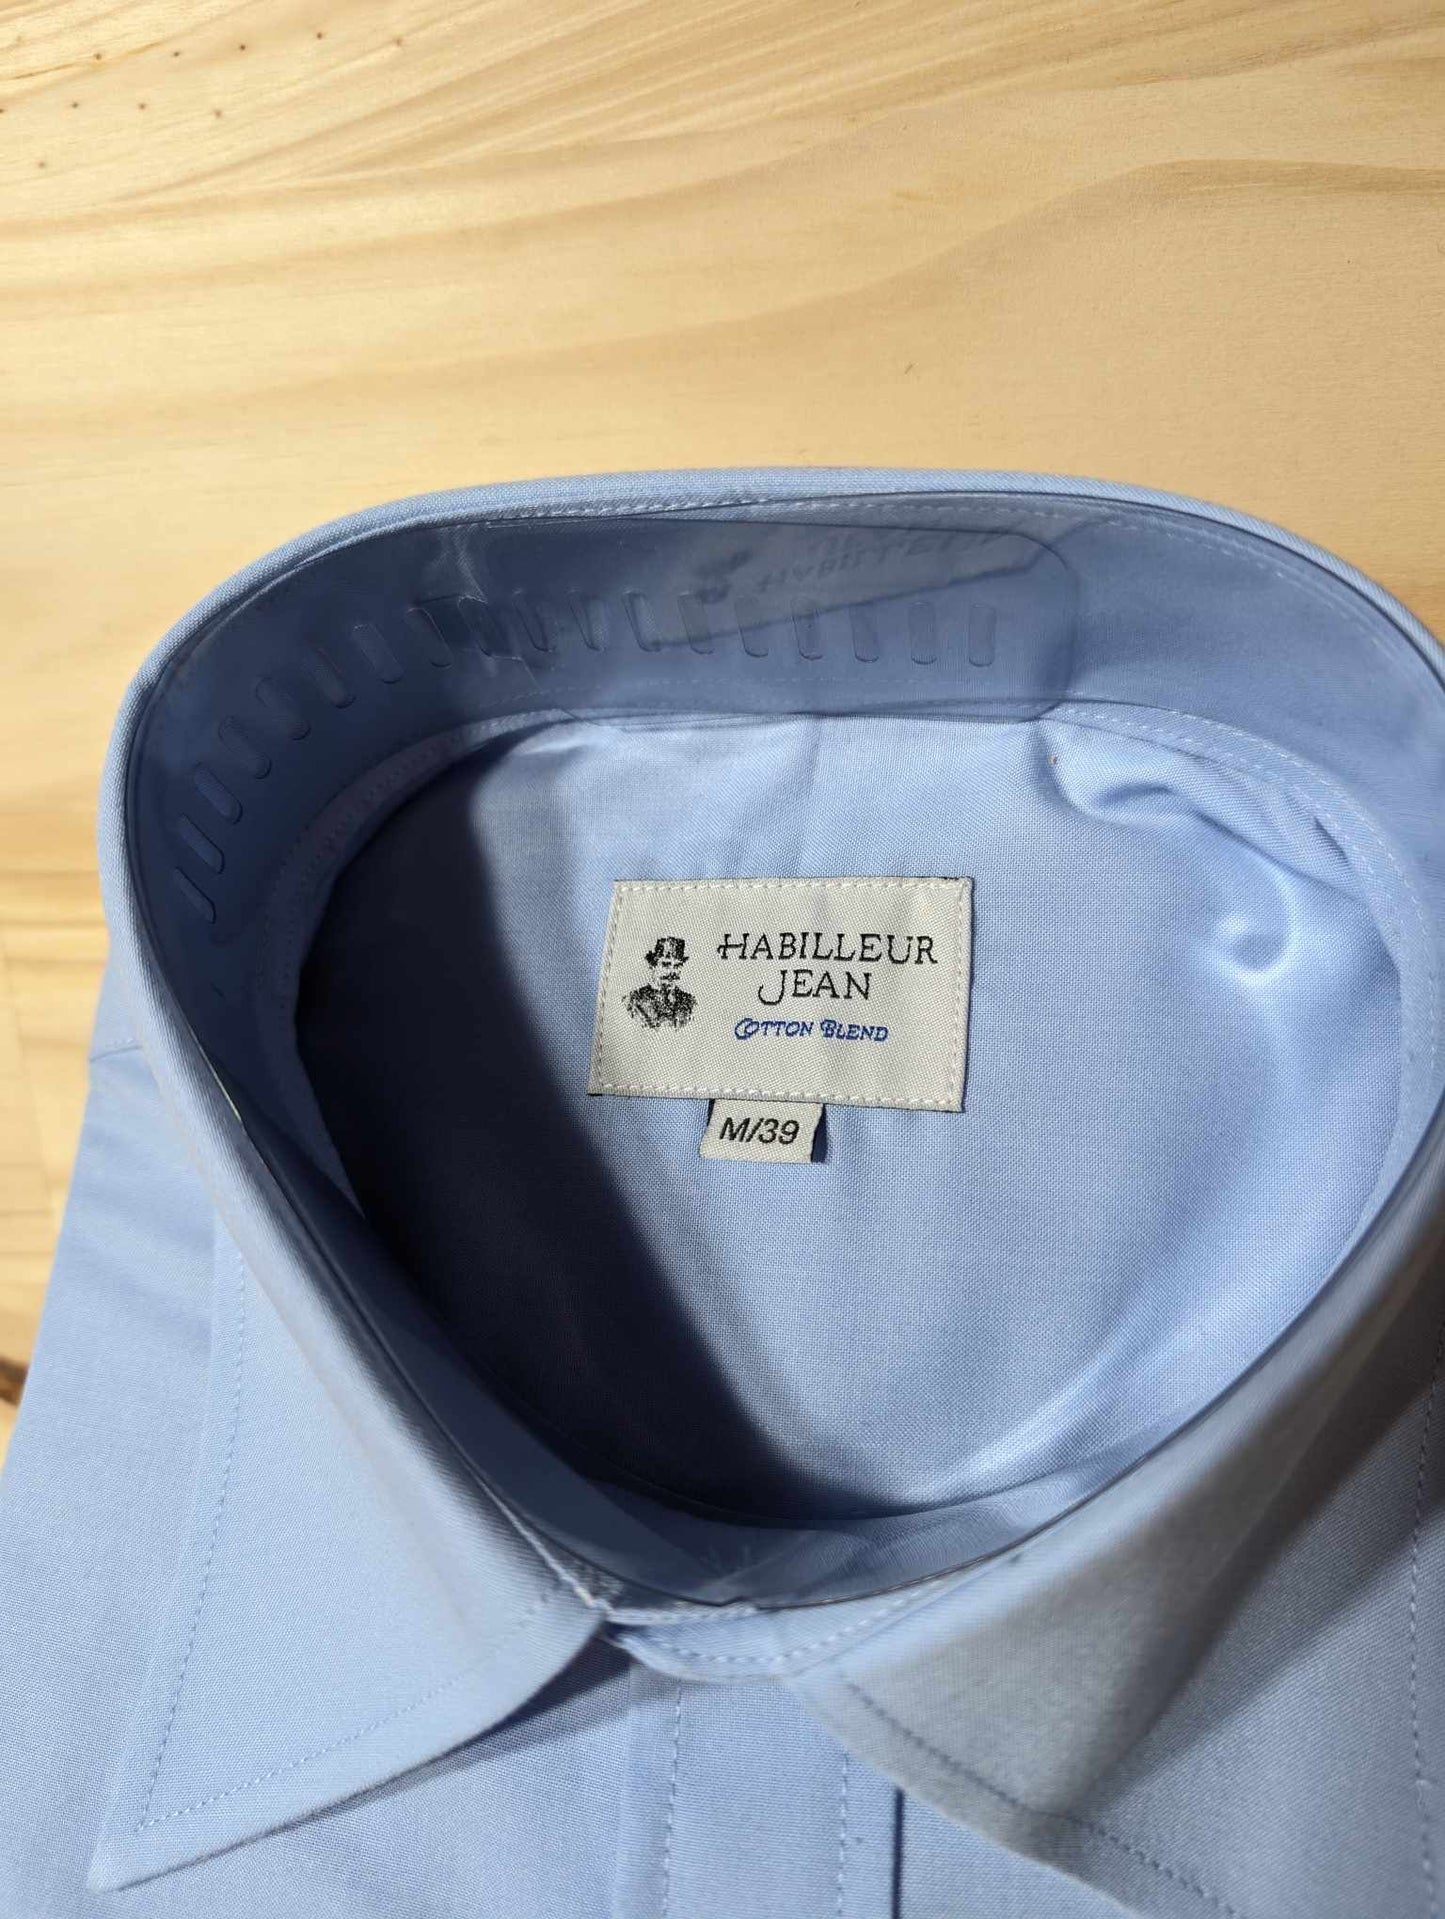 HABILLEUR
JEAN
COTTON BLEND
M/39